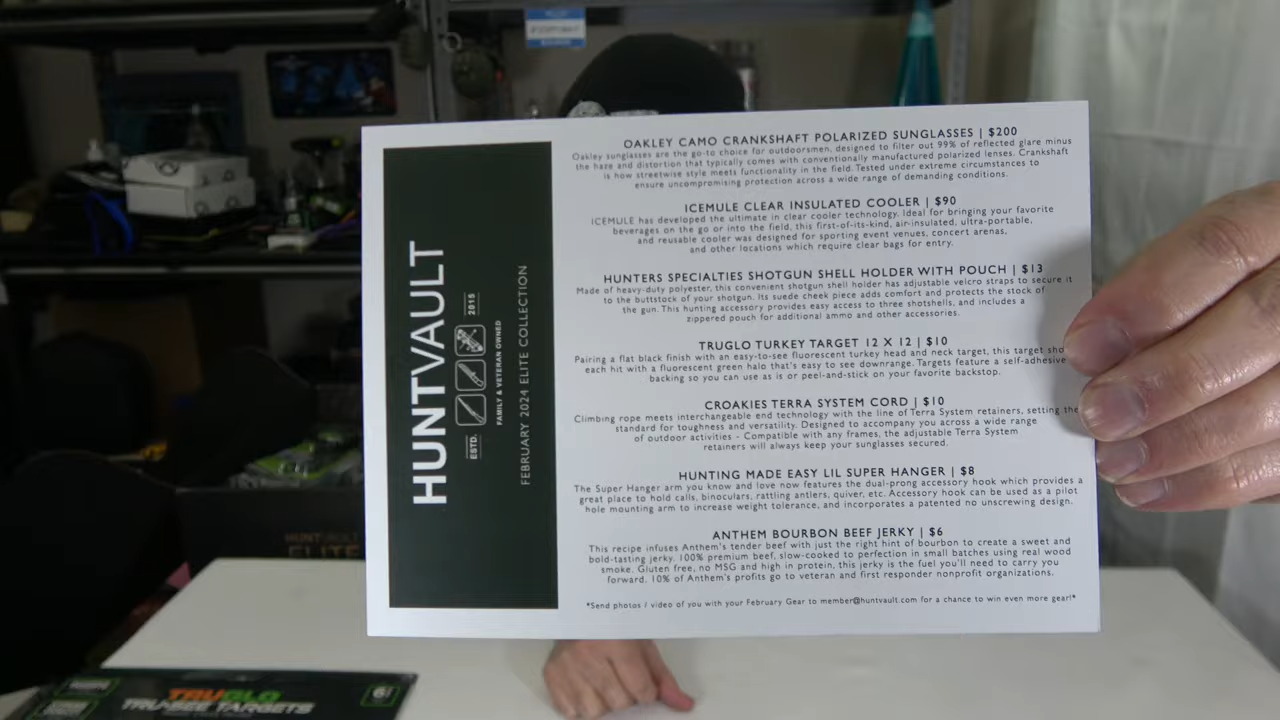 HUNTVAULT
ESTD. 2015
FAMILY & VETERAN OWNED
FEBRUARY 2024 ELITE COLLECTION
OAKLEY CAMO CRANKSHAFT POLARIZED SUNGLASSES | $200
Oakley sunglasses are the go-to choice for outdoorsmen, designed to filter out 99% of reflected glare minus
the haze and distortion that typically comes with conventionally manufactured polarized lenses. Crankshaft
is how streetwise style meets functionality in the field. Tested under extreme circumstances to
ensure uncompromising protection across a wide range of demanding conditions.
ICEMULE CLEAR INSULATED COOLER | $90
ICEMULE has developed the ultimate in clear cooler technology. Ideal for bringing your favorite
beverages on the go or into the field, this first-of-its-kind, air-insulated, ultra-portable,
and reusable cooler was designed for sporting event venues, concert arenas,
and other locations which require clear bags for entry.
HUNTERS SPECIALTIES SHOTGUN SHELL HOLDER WITH POUCH | $13
Made of heavy-duty polyester, this convenient shotgun shell holder has adjustable velcro straps to secure it
to the buttstock of your shotgun. Its suede cheek piece adds comfort and protects the stock of
the gun. This hunting accessory provides easy access to three shotshells, and includes a
zippered pouch for additional ammo and other accessories.
TRUGLO TURKEY TARGET 12 X 12 | $10
Pairing a flat black finish with an easy-to-see fluorescent turkey head and neck target, this target sho
each hit with a fluorescent green halo that's easy to see downrange. Targets feature a self-adhesive
backing so you can use as is or peel-and-stick on your favorite backstop.
CROAKIES TERRA SYSTEM CORD | $10
Climbing rope meets interchangeable end technology with the line of Terra System retainers, setting the
standard for toughness and versatility. Designed to accompany you across a wide range
of outdoor activities - Compatible with any frames, the adjustable Terra System
retainers will always keep your sunglasses secured.
HUNTING MADE EASY LIL SUPER HANGER | $8
The Super Hanger arm you know and love now features the dual-prong accessory hook which provides a
great place to hold calls, binoculars, rattling antlers, quiver, etc. Accessory hook can be used as a pilot
hole mounting arm to increase weight tolerance, and incorporates a patented no unscrewing design.
ANTHEM BOURBON BEEF JERKY | $6
This recipe infuses Anthem's tender beef with just the right hint of bourbon to create a sweet and
bold-tasting jerky. 100% premium beef, slow-cooked to perfection in small batches using real wood
smoke. Gluten free, no MSG and high in protein, this jerky is the fuel you'll need to carry you
forward. 10% of Anthem's profits go to veteran and first responder nonprofit organizations.
*Send photos / video of you with your February Gear to member@huntvault.com for a chance to win even more gear!*
HUNTVAULT
ELITE
TRUGLO
TRU-SEE TARGETS
6